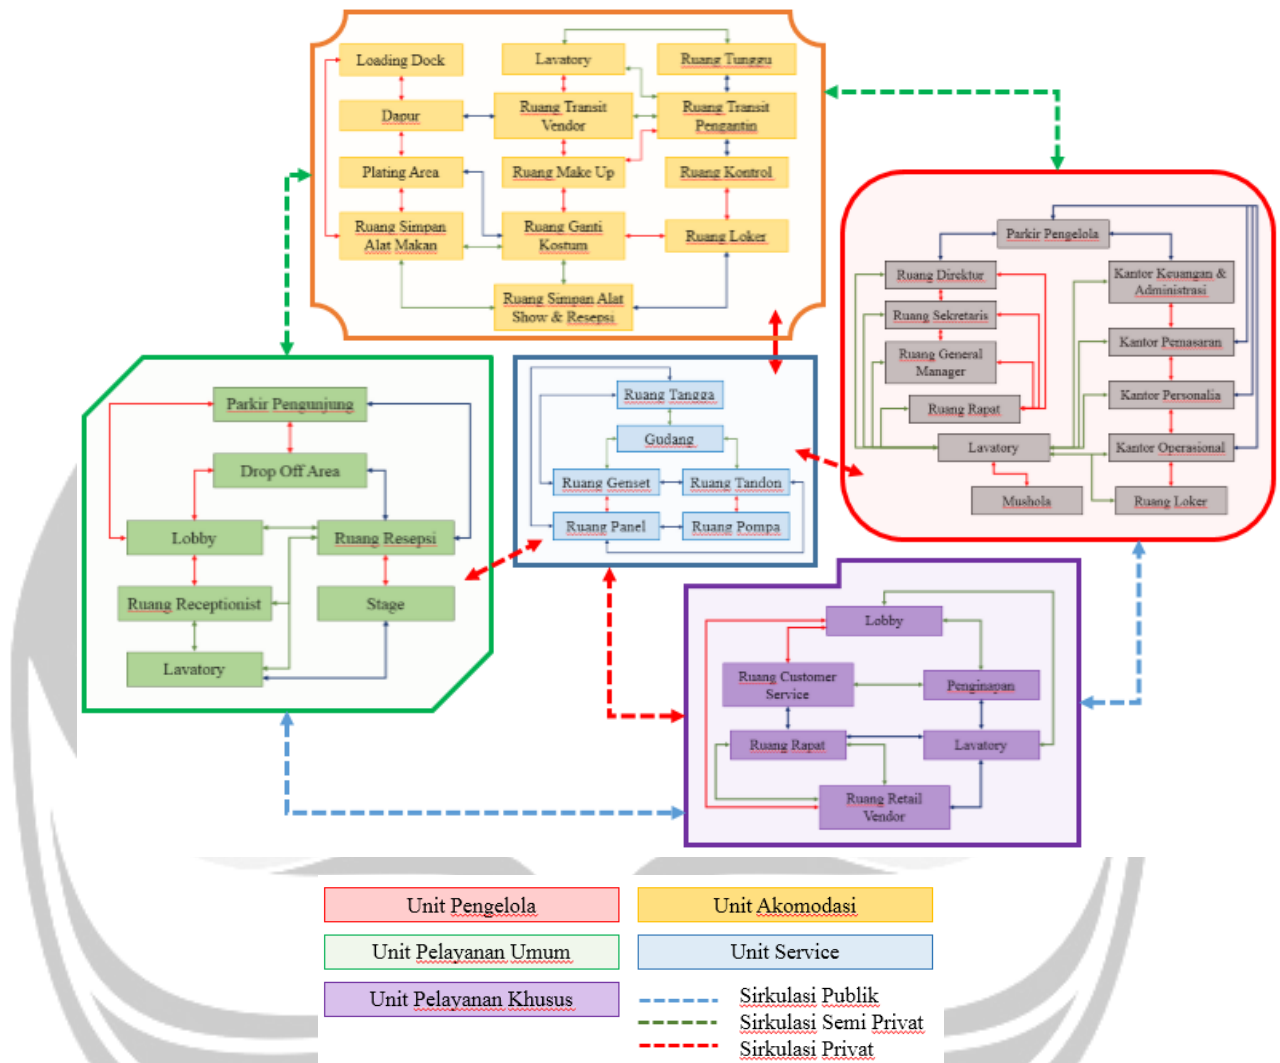 Loading Dock
Lavatory
Ruang Tunggu
Dapur
Ruang Transit
Vendor
Ruang Transit
Pengantin
Plating Area
Ruang Make Up
Ruang Kontrol
Ruang Simpan
Alat Makan
Ruang Ganti
Kostum
Ruang Loker
Ruang Simpan Alat
Show & Resepsi
Parkir Pengelola
Ruang Direktur
Kantor Keuangan &
Administrasi
Ruang Sekretaris
Kantor Pemasaran
Ruang General
Manager
Kantor Personalia
Ruang Rapat
Lavatory
Kantor Operasional
Mushola
Ruang Loker
Parkir Pengunjung
Drop Off Area
Lobby
Ruang Resepsi
Ruang Receptionist
Stage
Lavatory
Ruang Tangga
Gudang
Ruang Genset
Ruang Tandon
Ruang Panel
Ruang Pompa
Lobby
Ruang Customer
Service
Penginapan
Ruang Rapat
Lavatory
Ruang Retail
Vendor
Unit Pengelola
Unit Akomodasi
Unit Pelayanan Umum
Unit Service
Unit Pelayanan Khusus
Sirkulasi Publik
Sirkulasi Semi Privat
Sirkulasi Privat